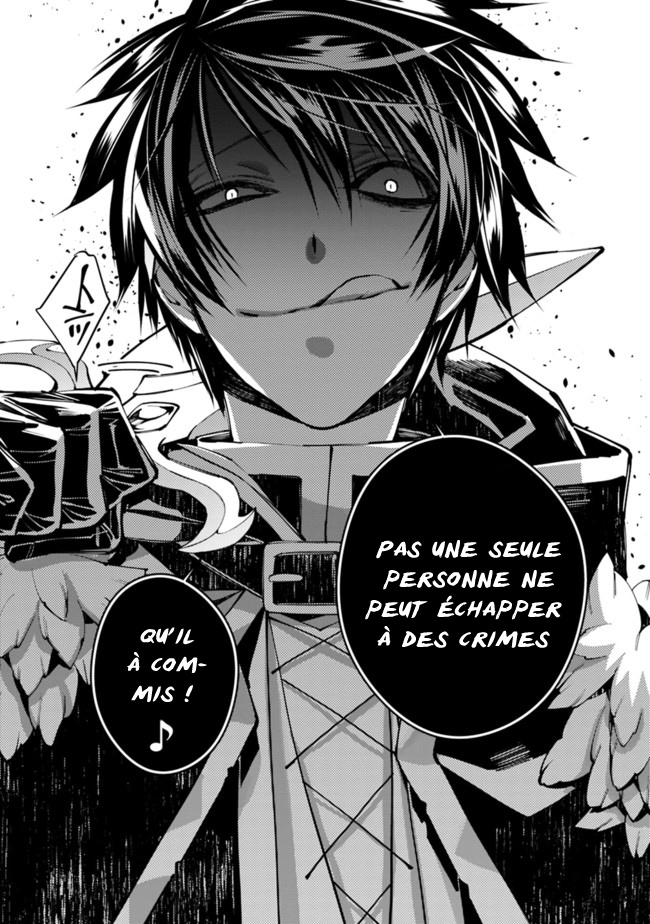 PAS UNE SEULE
PERSONNE NE
PEUT ÉCHAPPER
À DES CRIMES
QU'IL
À COM-
MIS !
♪